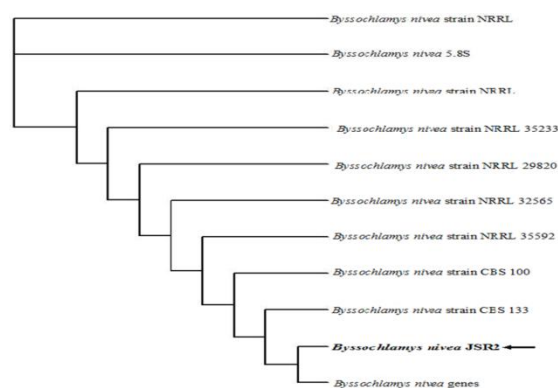 Byssochlamys nivea strain NRRL
Byssochlamys nivea 5.8S
Byssochlamys nivea strain NRRL
Byssochlamys nivea strain NRRL 35233
Byssochlamys nivea strain NRRL 29820
Byssochlamys nivea strain NRRL 32565
Byssochlamys nivea strain NRRL 35592
Byssochlamys nivea strain CBS 100
Byssochlamys nivea strain CBS 133
Byssochlamys nivea JSR2
Byssochlamys nivea genes